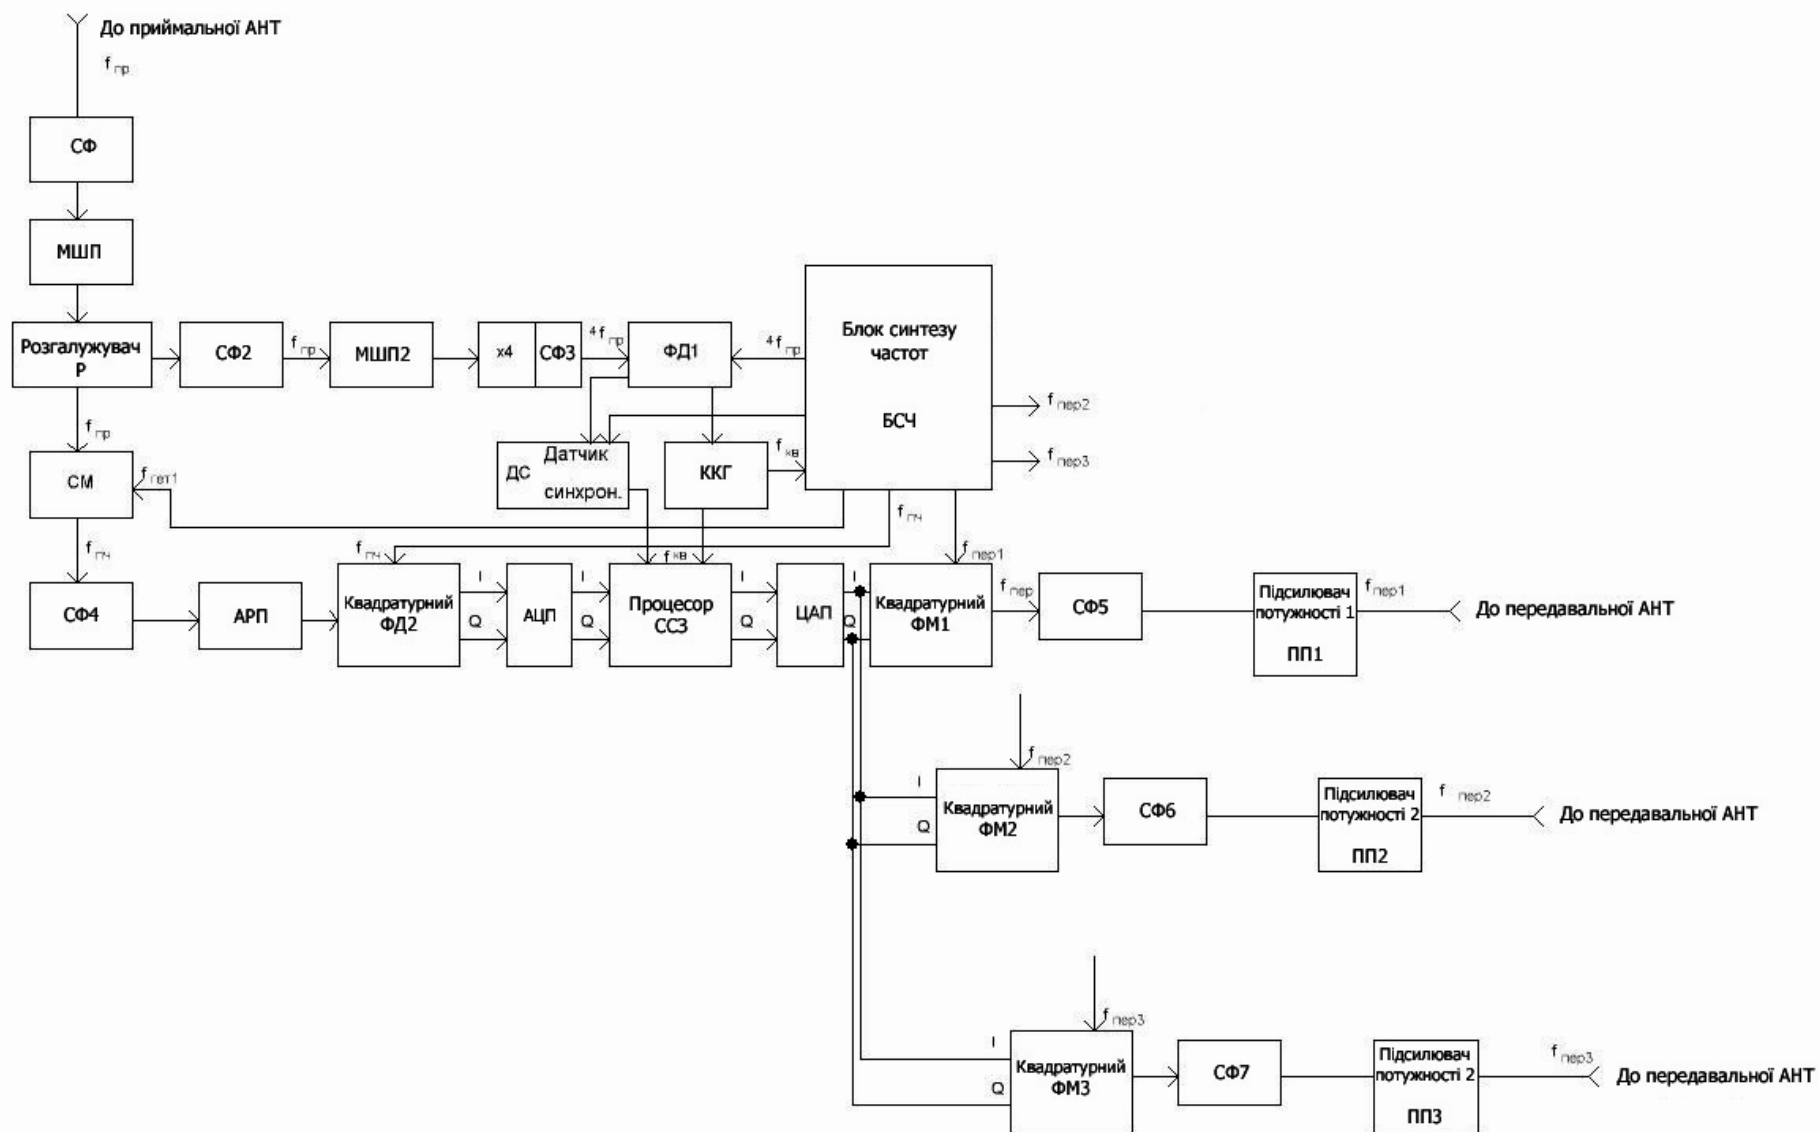 До приймальної АНТ
f пр
СФ
МШП
Розгалужувач
Р
СФ2
f пр
МШП2
x4
СФ3
4f пр
ФД1
4f пр
Блок синтезу
частот
БСЧ
f пер2
f пер3
f пр
СМ
f гет1
ДС
Датчик
синхрон.
ККГ
f кв
f пч
f пч
f пч
f кв
f пер1
СФ4
АРП
Квадратурний
ФД2
I
Q
АЦП
I
Q
Процесор
ССЗ
I
Q
ЦАП
I
Q
Квадратурний
ФМ1
f пер
СФ5
Підсилювач
потужності 1
ПП1
f пер1
До передавальної АНТ
f пер2
I
Q
Квадратурний
ФМ2
СФ6
Підсилювач
потужності 2
ПП2
f пер2
До передавальної АНТ
f пер3
I
Q
Квадратурний
ФМ3
СФ7
Підсилювач
потужності 2
ПП3
f пер3
До передавальної АНТ